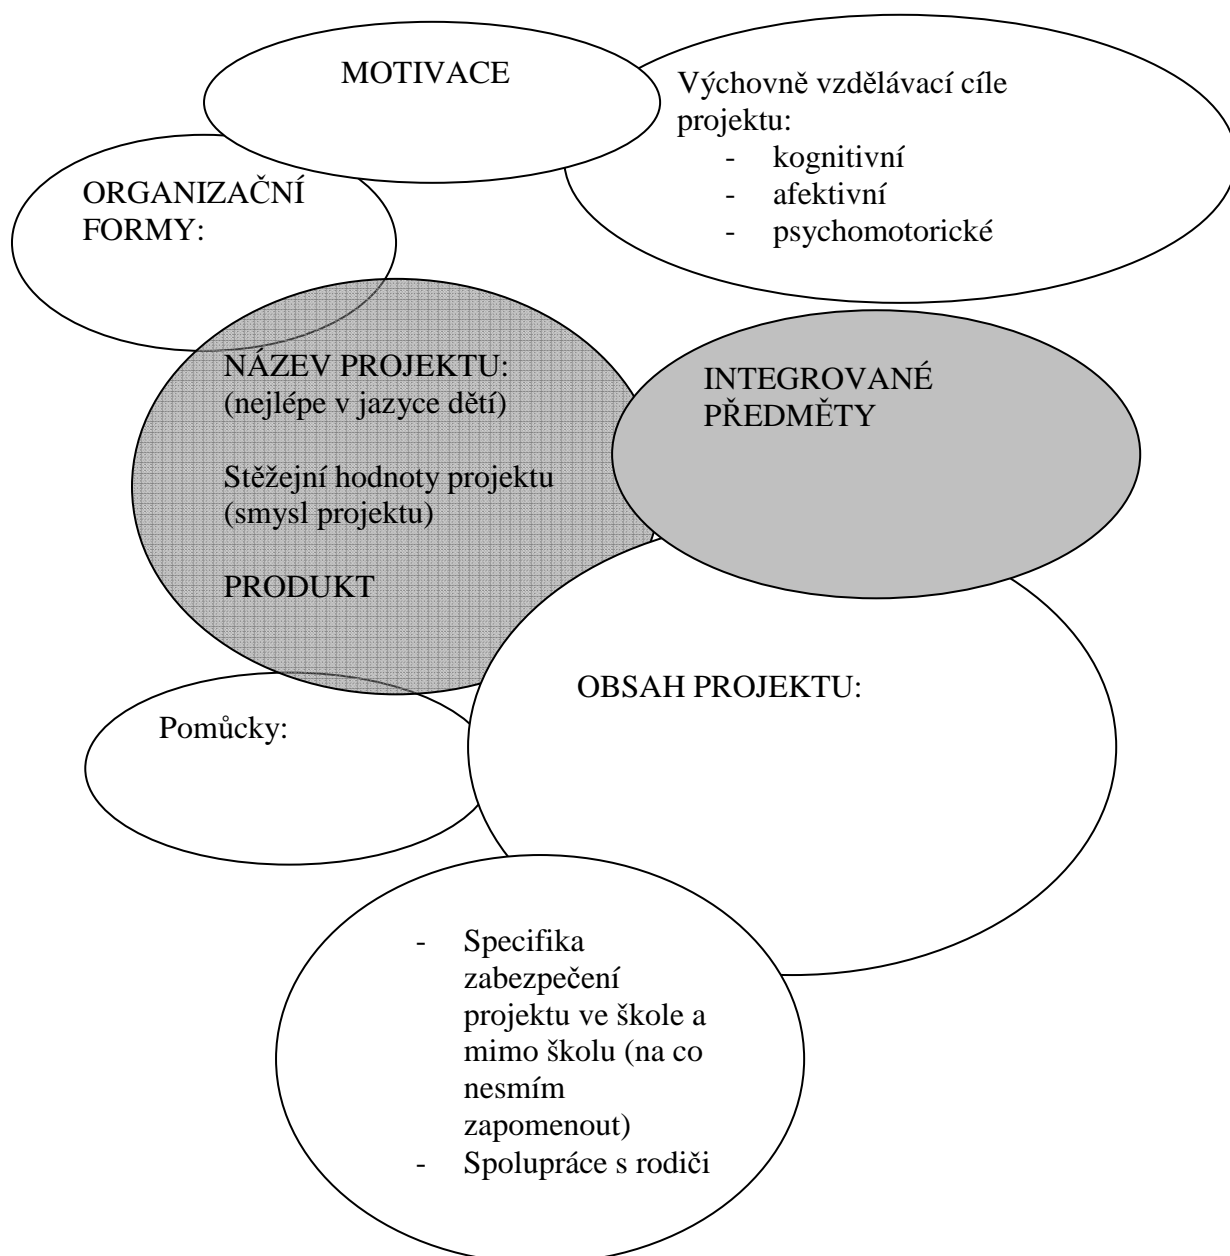 MOTIVACE
Výchovně vzdělávací cíle
projektu:
- kognitivní
- afektivní
- psychomotorické
ORGANIZAČNÍ
FORMY:
NÁZEV PROJEKTU:
(nejlépe v jazyce dětí)
Stěžejní hodnoty projektu
(smysl projektu)
PRODUKT
INTEGROVANÉ
PŘEDMĚTY
OBSAH PROJEKTU:
Pomůcky:
- Specifika
zabezpečení
projektu ve škole a
mimo školu (na co
nesmím
zapomenout)
- Spolupráce s rodiči